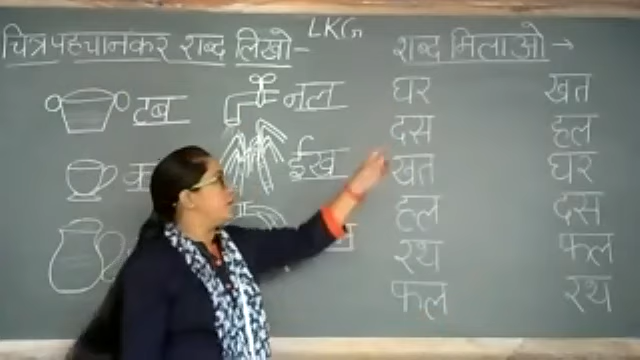 LKG
चित्र पहचानकर शब्द लिखो-
टब
नल
ईख
शब्द मिलाओ →
घर खत
दस हल
खत घर
हल दस
रथ फल
फल रथ